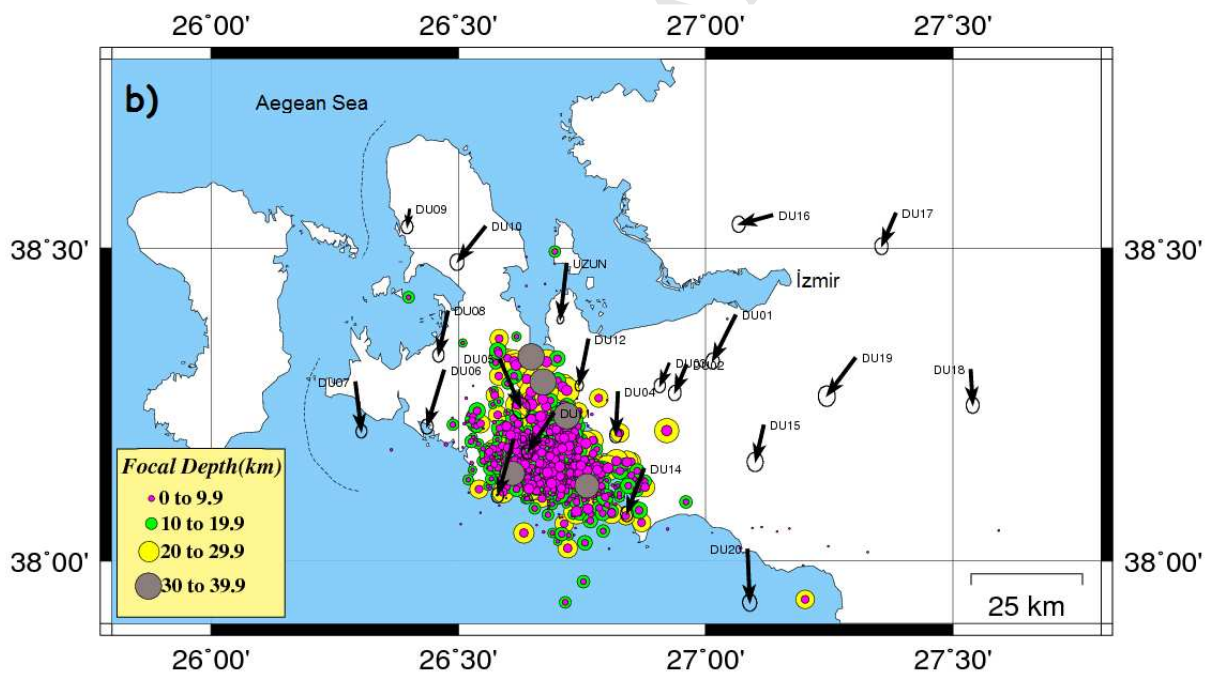 26˚00' 26˚30' 27˚00' 27˚30'
b)
Aegean Sea
DU09
DU10
DU16
DU17
38˚30' 38˚30'
UZUN
İzmir
DU08
DU01
DU12
DU05
DU06
DU03
DU02
DU19
DU18
DU07
DU04
DU11
DU15
DU14
Focal Depth(km)
0 to 9.9
10 to 19.9
20 to 29.9
30 to 39.9
DU20
38˚00' 38˚00'
25 km
26˚00' 26˚30' 27˚00' 27˚30'